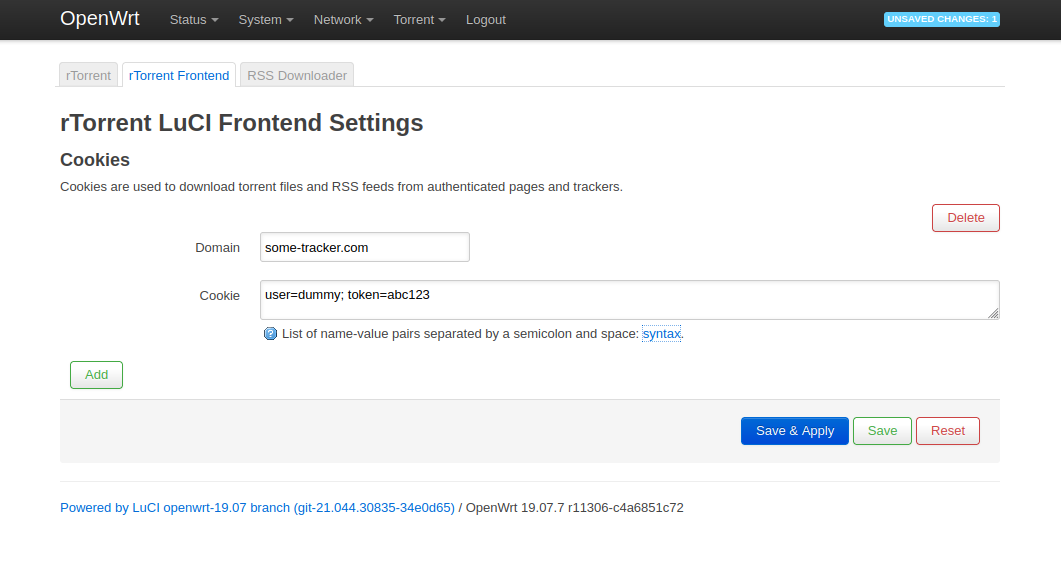 OpenWrt Status System Network Torrent Logout UNSAVED CHANGES: 1
rTorrent rTorrent Frontend RSS Downloader
rTorrent LuCI Frontend Settings
Cookies
Cookies are used to download torrent files and RSS feeds from authenticated pages and trackers.
Delete
Domain some-tracker.com
Cookie user=dummy; token=abc123
List of name-value pairs separated by a semicolon and space: syntax.
Add
Save & Apply Save Reset
Powered by LuCI openwrt-19.07 branch (git-21.044.30835-34e0d65) / OpenWrt 19.07.7 r11306-c4a6851c72